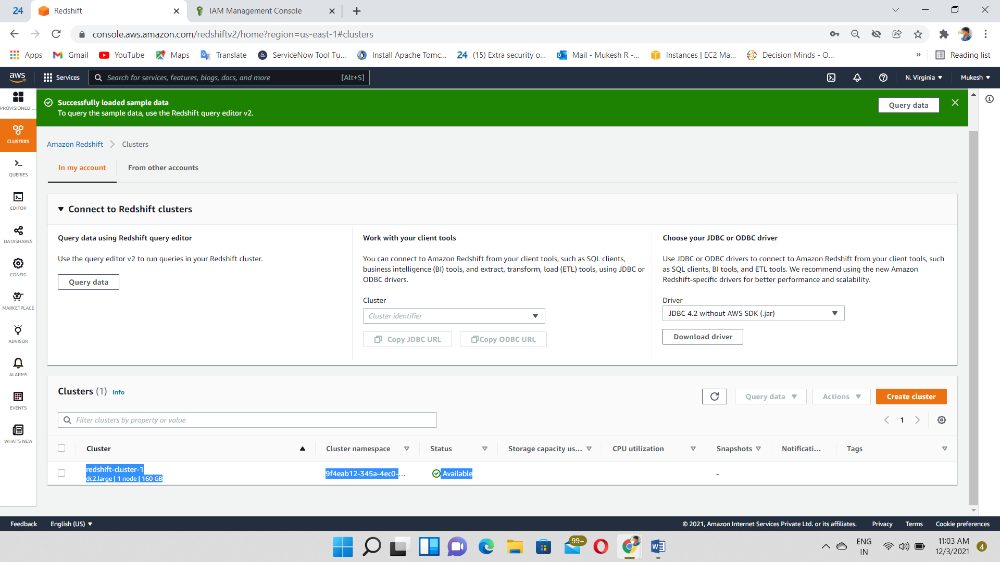 24
Redshift
IAM Management Console
console.aws.amazon.com/redshiftv2/home?region=us-east-1#clusters
Apps
Gmail
YouTube
Maps
Translate
ServiceNow Tool Tu...
Install Apache Tomc...
24 (15) Extra security o...
Mail - Mukesh R -...
Instances | EC2 Ma...
Decision Minds - O...
»
Reading list
aws
Services
Search for services, features, blogs, docs, and more
[Alt+S]
N. Virginia
Mukesh
PROVISIONED ...
CLUSTERS
QUERIES
EDITOR
DATASHARES
CONFIG
MARKETPLACE
ADVISOR
ALARMS
EVENTS
WHAT'S NEW
Successfully loaded sample data
To query the sample data, use the Redshift query editor v2.
Query data
Amazon Redshift
Clusters
In my account
From other accounts
Connect to Redshift clusters
Query data using Redshift query editor
Use the query editor v2 to run queries in your Redshift cluster.
Query data
Work with your client tools
You can connect to Amazon Redshift from your client tools, such as SQL clients,
business intelligence (BI) tools, and extract, transform, load (ETL) tools, using JDBC or
ODBC drivers.
Cluster
Cluster identifier
Copy JDBC URL
Copy ODBC URL
Choose your JDBC or ODBC driver
Use JDBC or ODBC drivers to connect to Amazon Redshift from your client tools, such
as SQL clients, BI tools, and ETL tools. We recommend using the new Amazon
Redshift-specific drivers for better performance and scalability.
Driver
JDBC 4.2 without AWS SDK (.jar)
Download driver
Clusters (1) Info
Query data
Actions
Create cluster
Filter clusters by property or value
1
Cluster
Cluster namespace
Status
Storage capacity us...
CPU utilization
Snapshots
Notificati...
Tags
redshift-cluster-1
dc2.large | 1 node | 160 GB
9f4eab12-345a-4ec0-...
Available
-
Feedback
English (US)
© 2021, Amazon Internet Services Private Ltd. or its affiliates.
Privacy
Terms
Cookie preferences
99+
ENG
IN
11:03 AM
12/3/2021
4